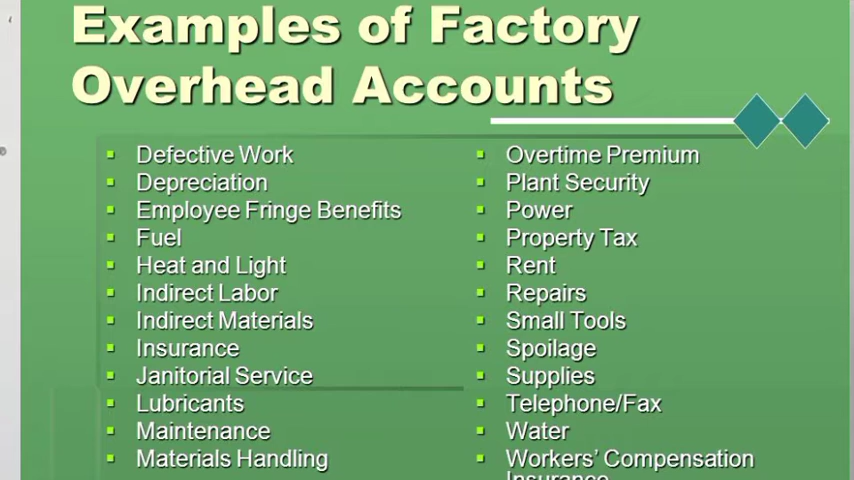 Examples of Factory
Overhead Accounts
Defective Work
Depreciation
Employee Fringe Benefits
Fuel
Heat and Light
Indirect Labor
Indirect Materials
Insurance
Janitorial Service
Lubricants
Maintenance
Materials Handling
Overtime Premium
Plant Security
Power
Property Tax
Rent
Repairs
Small Tools
Spoilage
Supplies
Telephone/Fax
Water
Workers' Compensation
Insurance